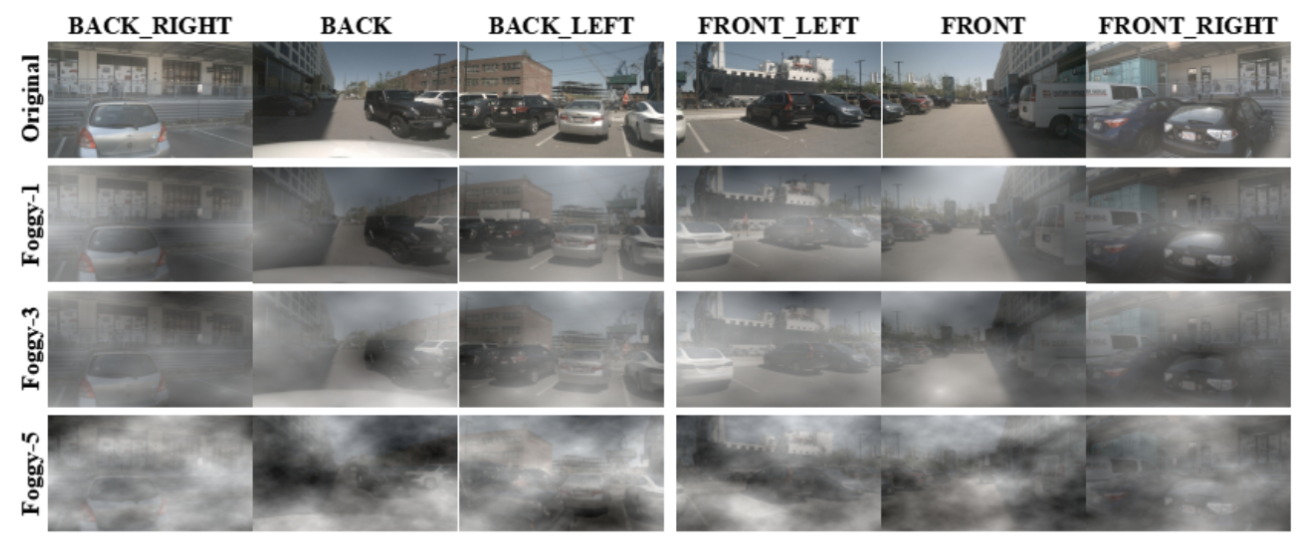 BACK_RIGHT BACK BACK_LEFT FRONT_LEFT FRONT FRONT_RIGHT
Original
Foggy-1
Foggy-3
Foggy-5